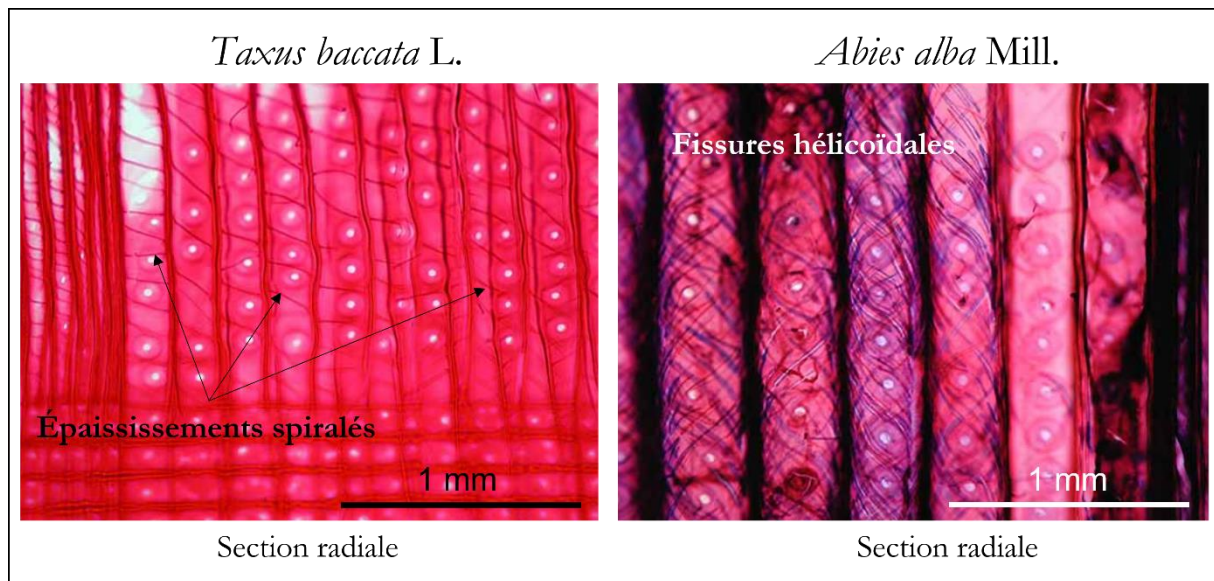 Taxus baccata L.
Épaississements spiralés
1 mm
Section radiale
Abies alba Mill.
Fissures hélicoïdales
1 mm
Section radiale